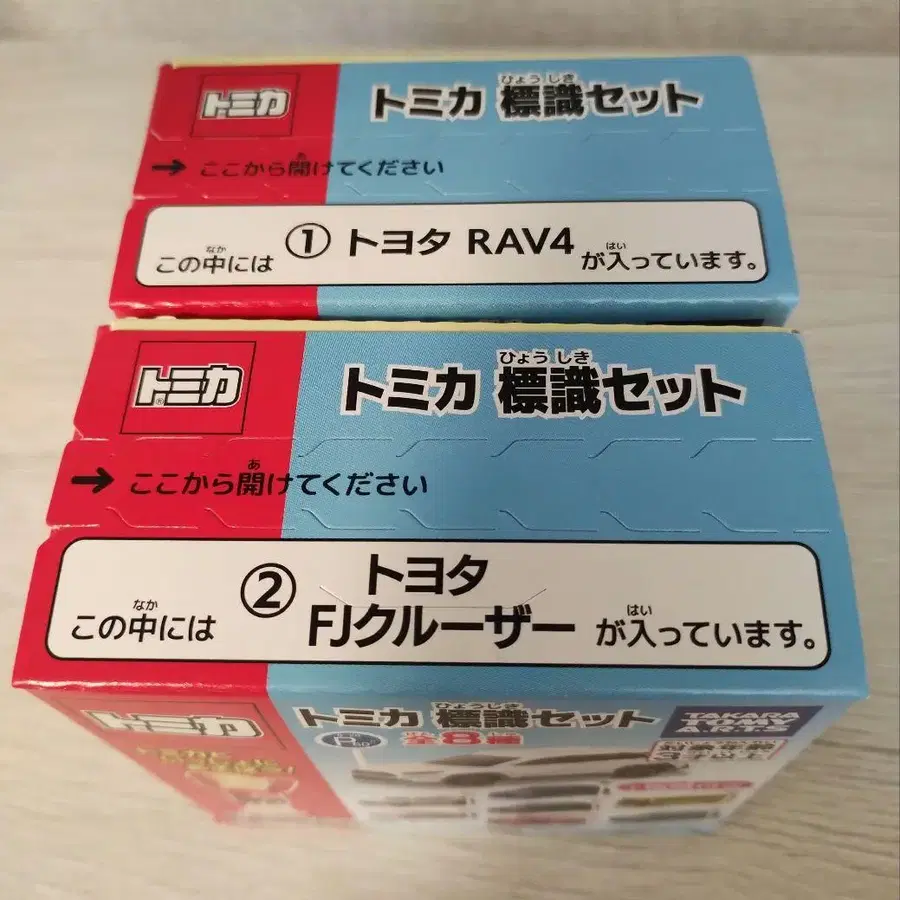 トミカ
ひょう しき
トミカ 標識セット
あ
→ ここから開けてください
なか
はい
この中には ① トヨタ RAV4 が入っています。
トミカ
ひょう しき
トミカ 標識セット
あ
→ ここから開けてください
トヨタ
なか
はい
この中には ② FJクルーザー が入っています。
トミカ
ひょうしき
トミカ 標識セット
全8種
TAKARA
TOMY
ARTS